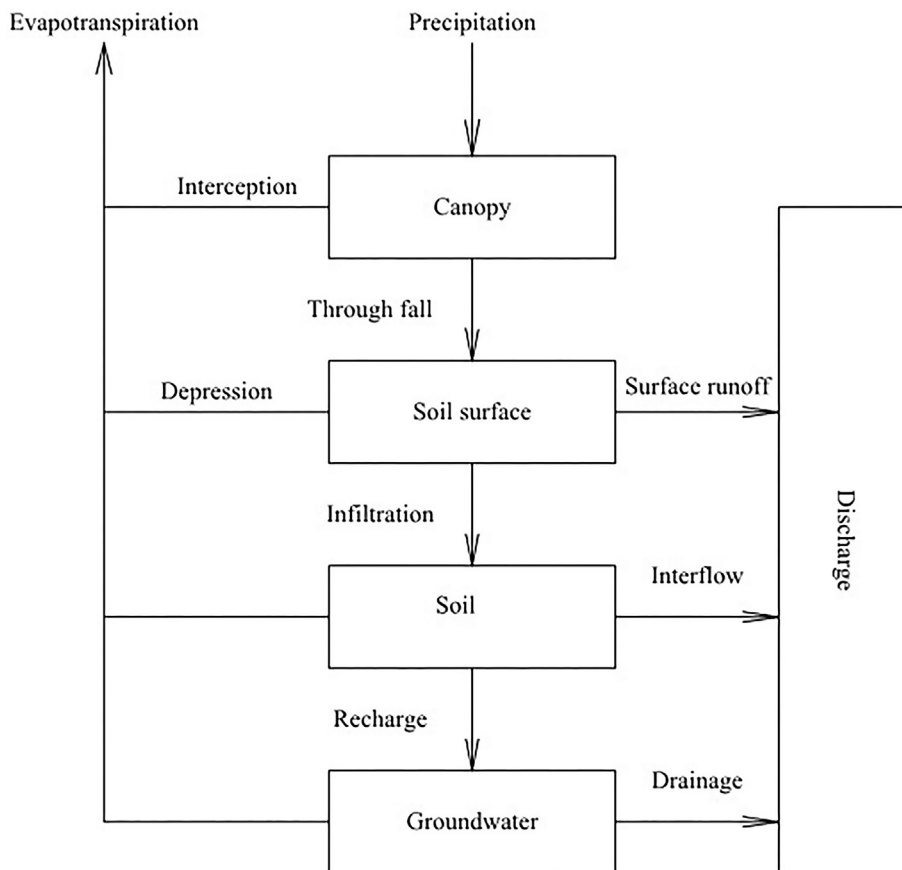 Evapotranspiration
Precipitation
Interception
Canopy
Through fall
Depression
Soil surface
Surface runoff
Infiltration
Discharge
Soil
Interflow
Recharge
Drainage
Groundwater